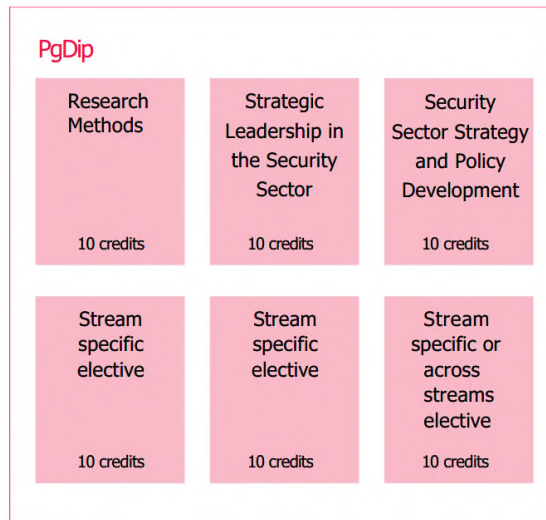 PgDip
Research
Methods
10 credits
Strategic
Leadership in
the Security
Sector
10 credits
Security
Sector Strategy
and Policy
Development
10 credits
Stream
specific
elective
10 credits
Stream
specific
elective
10 credits
Stream
specific or
across
streams
elective
10 credits